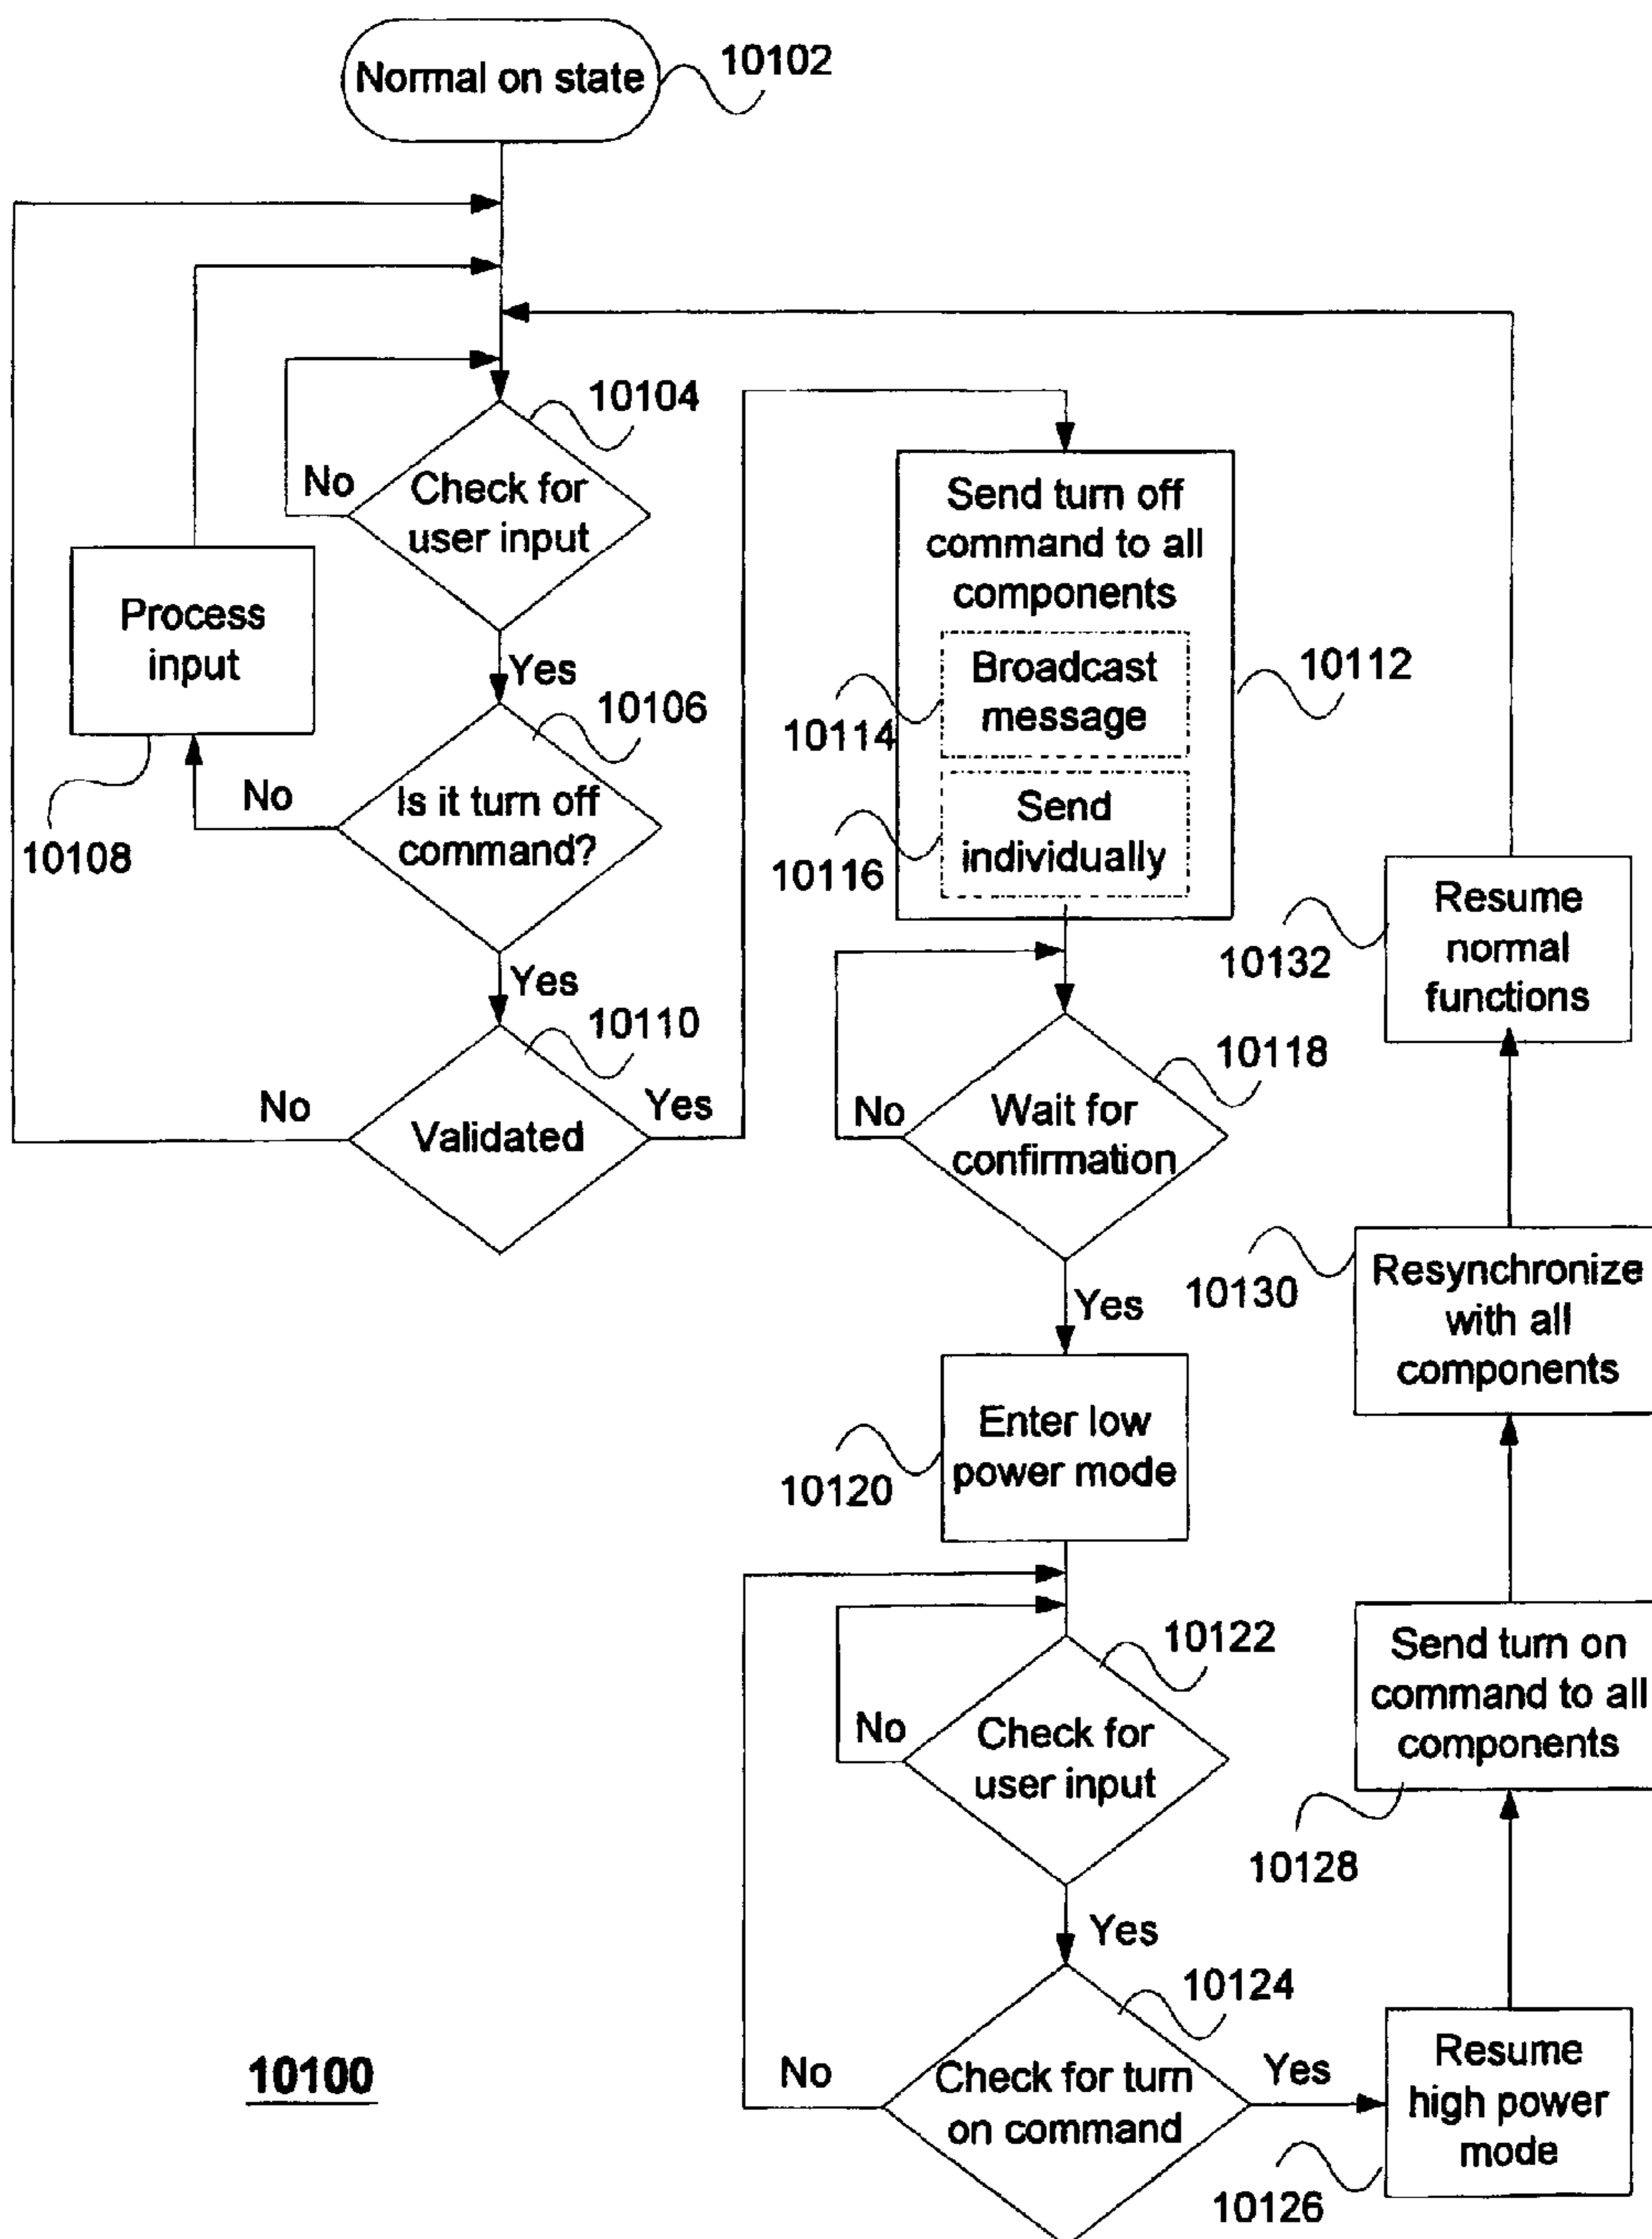 Normal on state
10102
10104
No
Check for
user input
Process
input
10108
Yes
10106
No
Is it turn off
command?
Yes
10110
No
Validated
Yes
Send turn off
command to all
components
Broadcast
message
10112
10114
Send
individually
10116
10118
No
Wait for
confirmation
Yes
Enter low
power mode
10120
10122
No
Check for
user input
Yes
10124
No
Check for turn
on command
Yes
Resume
high power
mode
10126
Send turn on
command to all
components
10128
Resynchronize
with all
components
10130
Resume
normal
functions
10132
10100